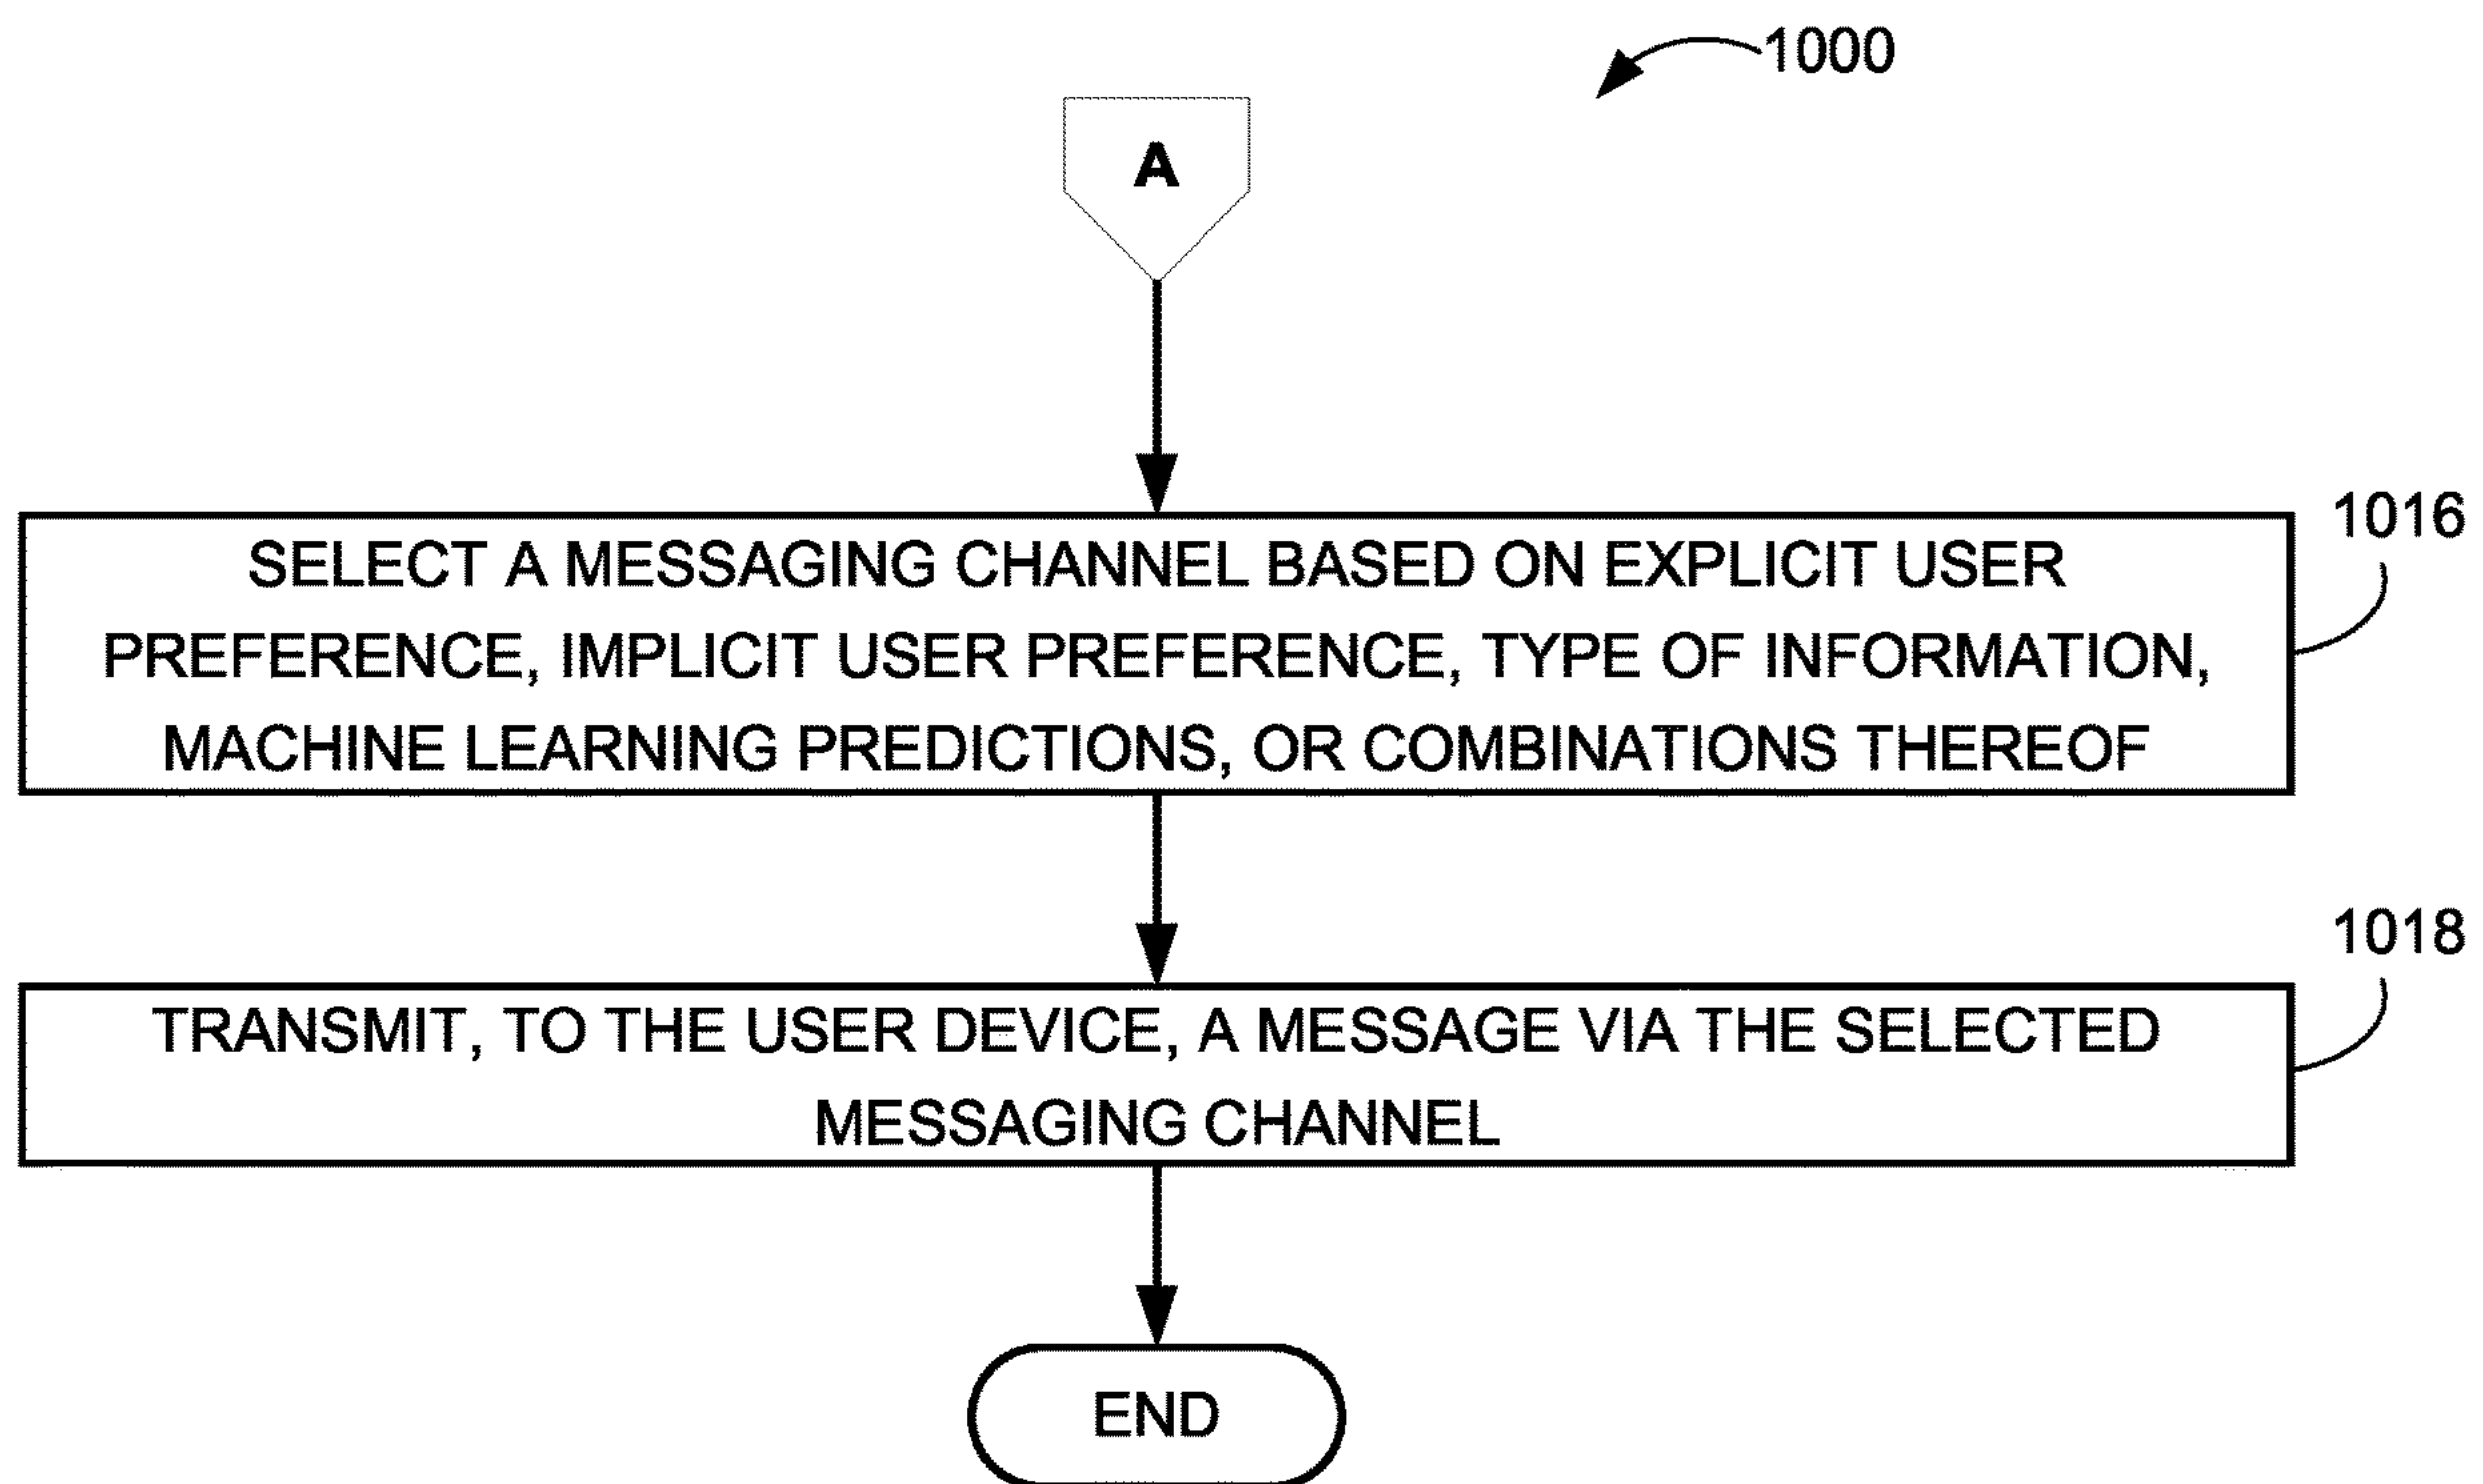 1000
A
1016
SELECT A MESSAGING CHANNEL BASED ON EXPLICIT USER
PREFERENCE, IMPLICIT USER PREFERENCE, TYPE OF INFORMATION,
MACHINE LEARNING PREDICTIONS, OR COMBINATIONS THEREOF
1018
TRANSMIT, TO THE USER DEVICE, A MESSAGE VIA THE SELECTED
MESSAGING CHANNEL
END